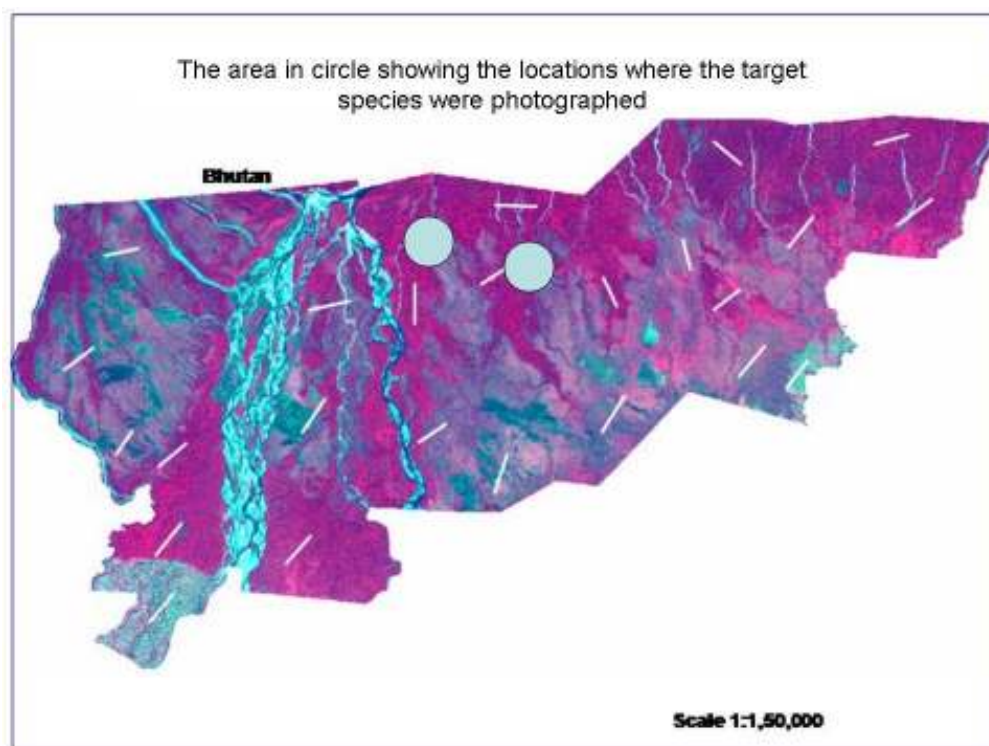 The area in circle showing the locations where the target
species were photographed
Bhutan
Scale 1:1,50,000